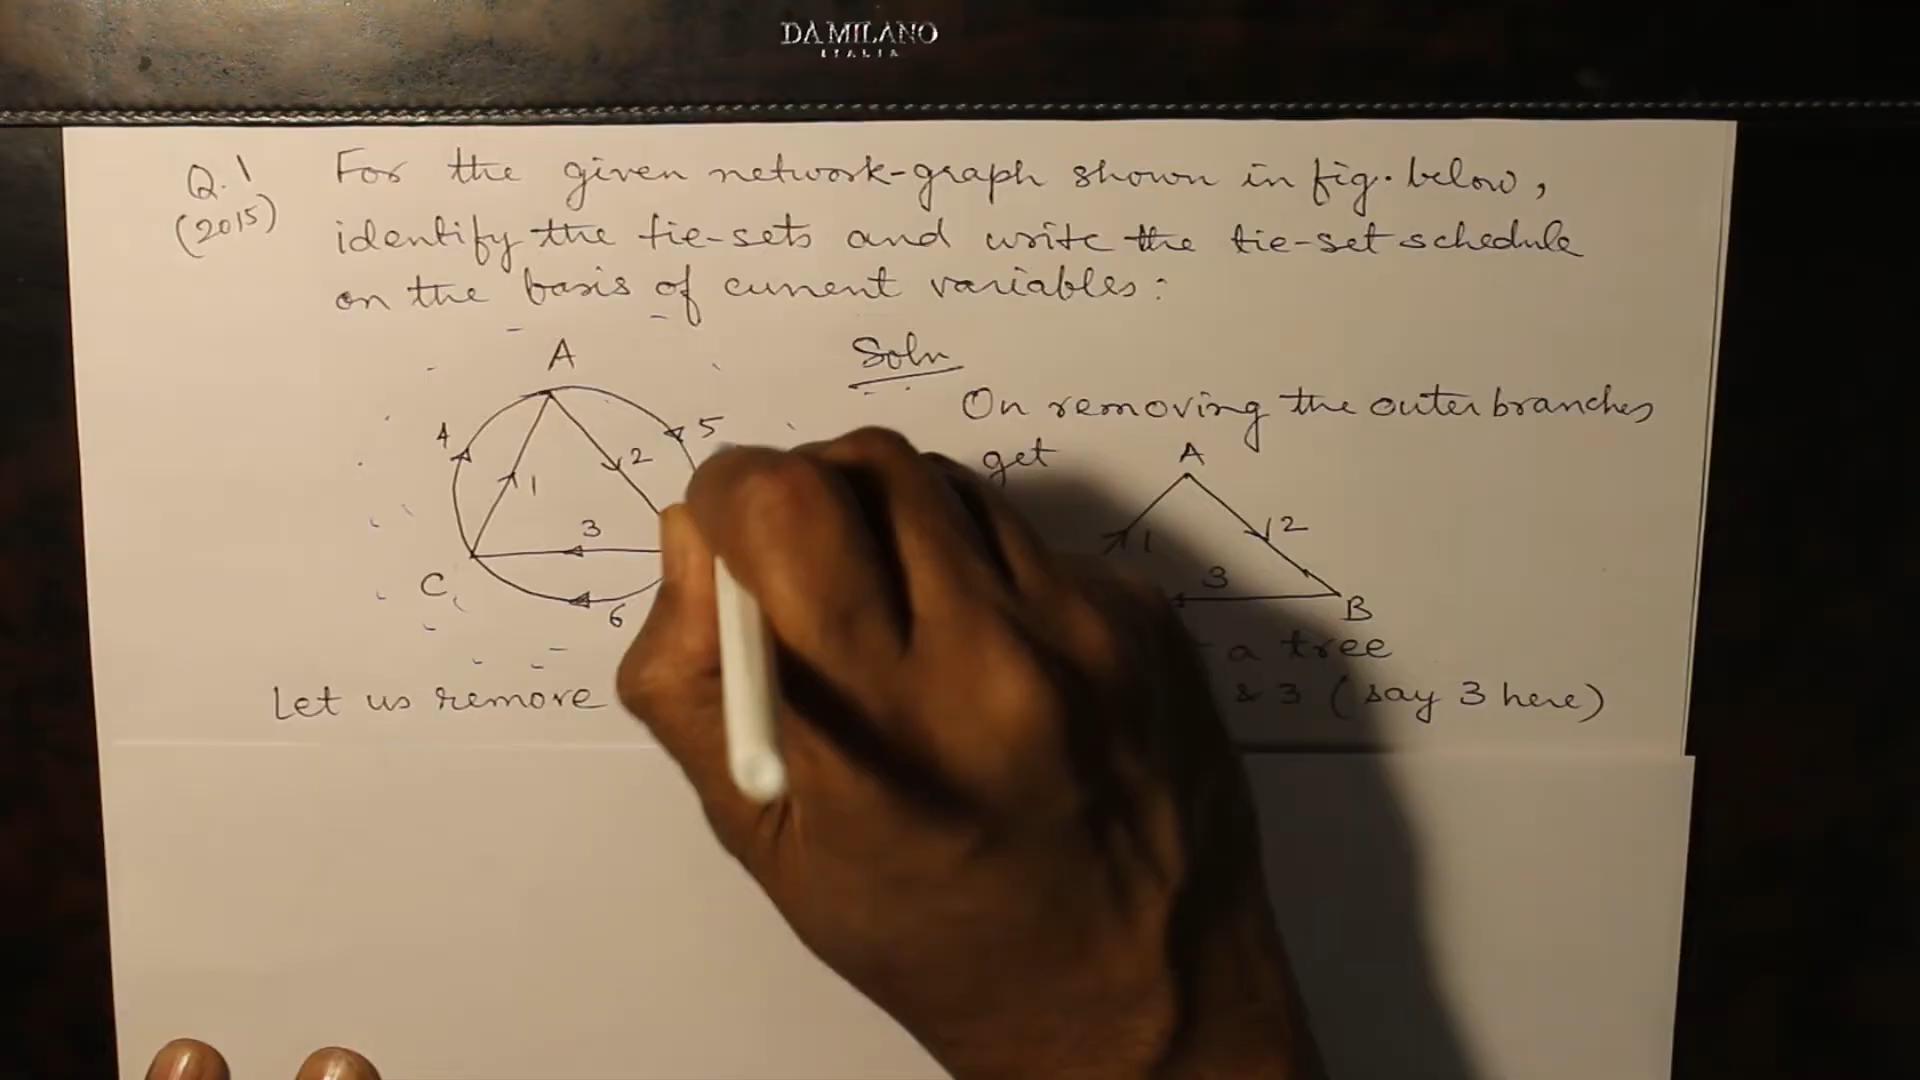 DA MILANO
ITALIA
Q.1 For the given network-graph shown in fig. below,
(2015) identify the tie-sets and write the tie-set schedule
on the basis of current variables:
Soln
On removing the outer branches
get
A
4
5
2
1
3
C
6
A
1
2
3
B
a tree
Let us remove & 3 (say 3 here)